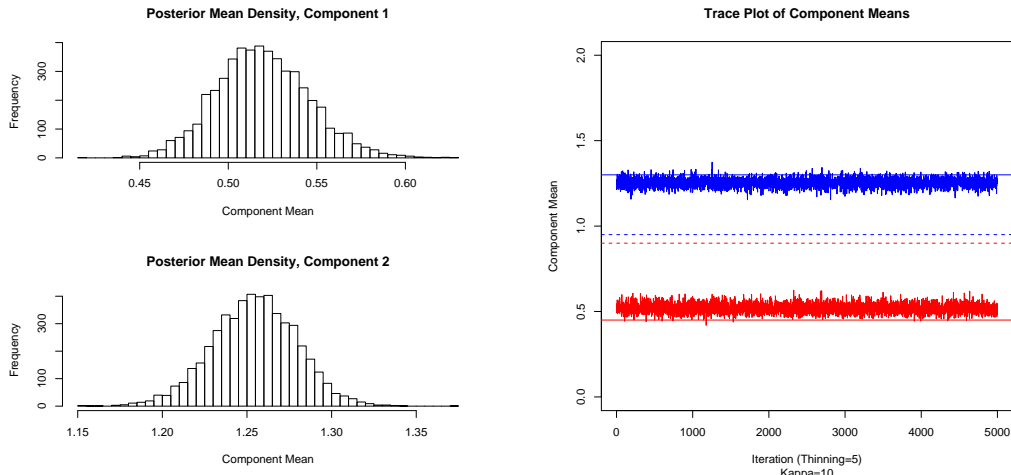 Posterior Mean Density, Component 1
Frequency
0 100 300
0.45 0.50 0.55 0.60
Component Mean
Posterior Mean Density, Component 2
Frequency
0 100 300
1.15 1.20 1.25 1.30 1.35
Component Mean
Trace Plot of Component Means
Component Mean
0.0 0.5 1.0 1.5 2.0
0 1000 2000 3000 4000 5000
Iteration (Thinning=5)
Kappa=10